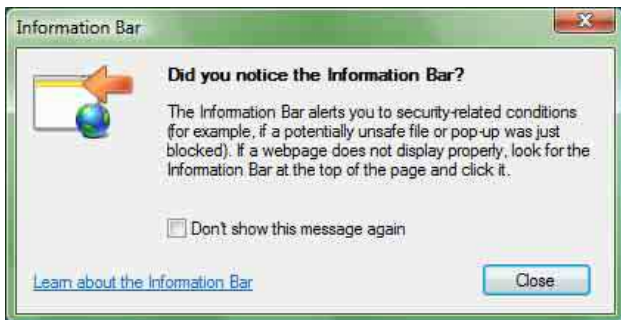 Information Bar
Did you notice the Information Bar?
The Information Bar alerts you to security-related conditions
(for example, if a potentially unsafe file or pop-up was just
blocked). If a webpage does not display properly, look for the
Information Bar at the top of the page and click it.
Don't show this message again
Learn about the Information Bar
Close